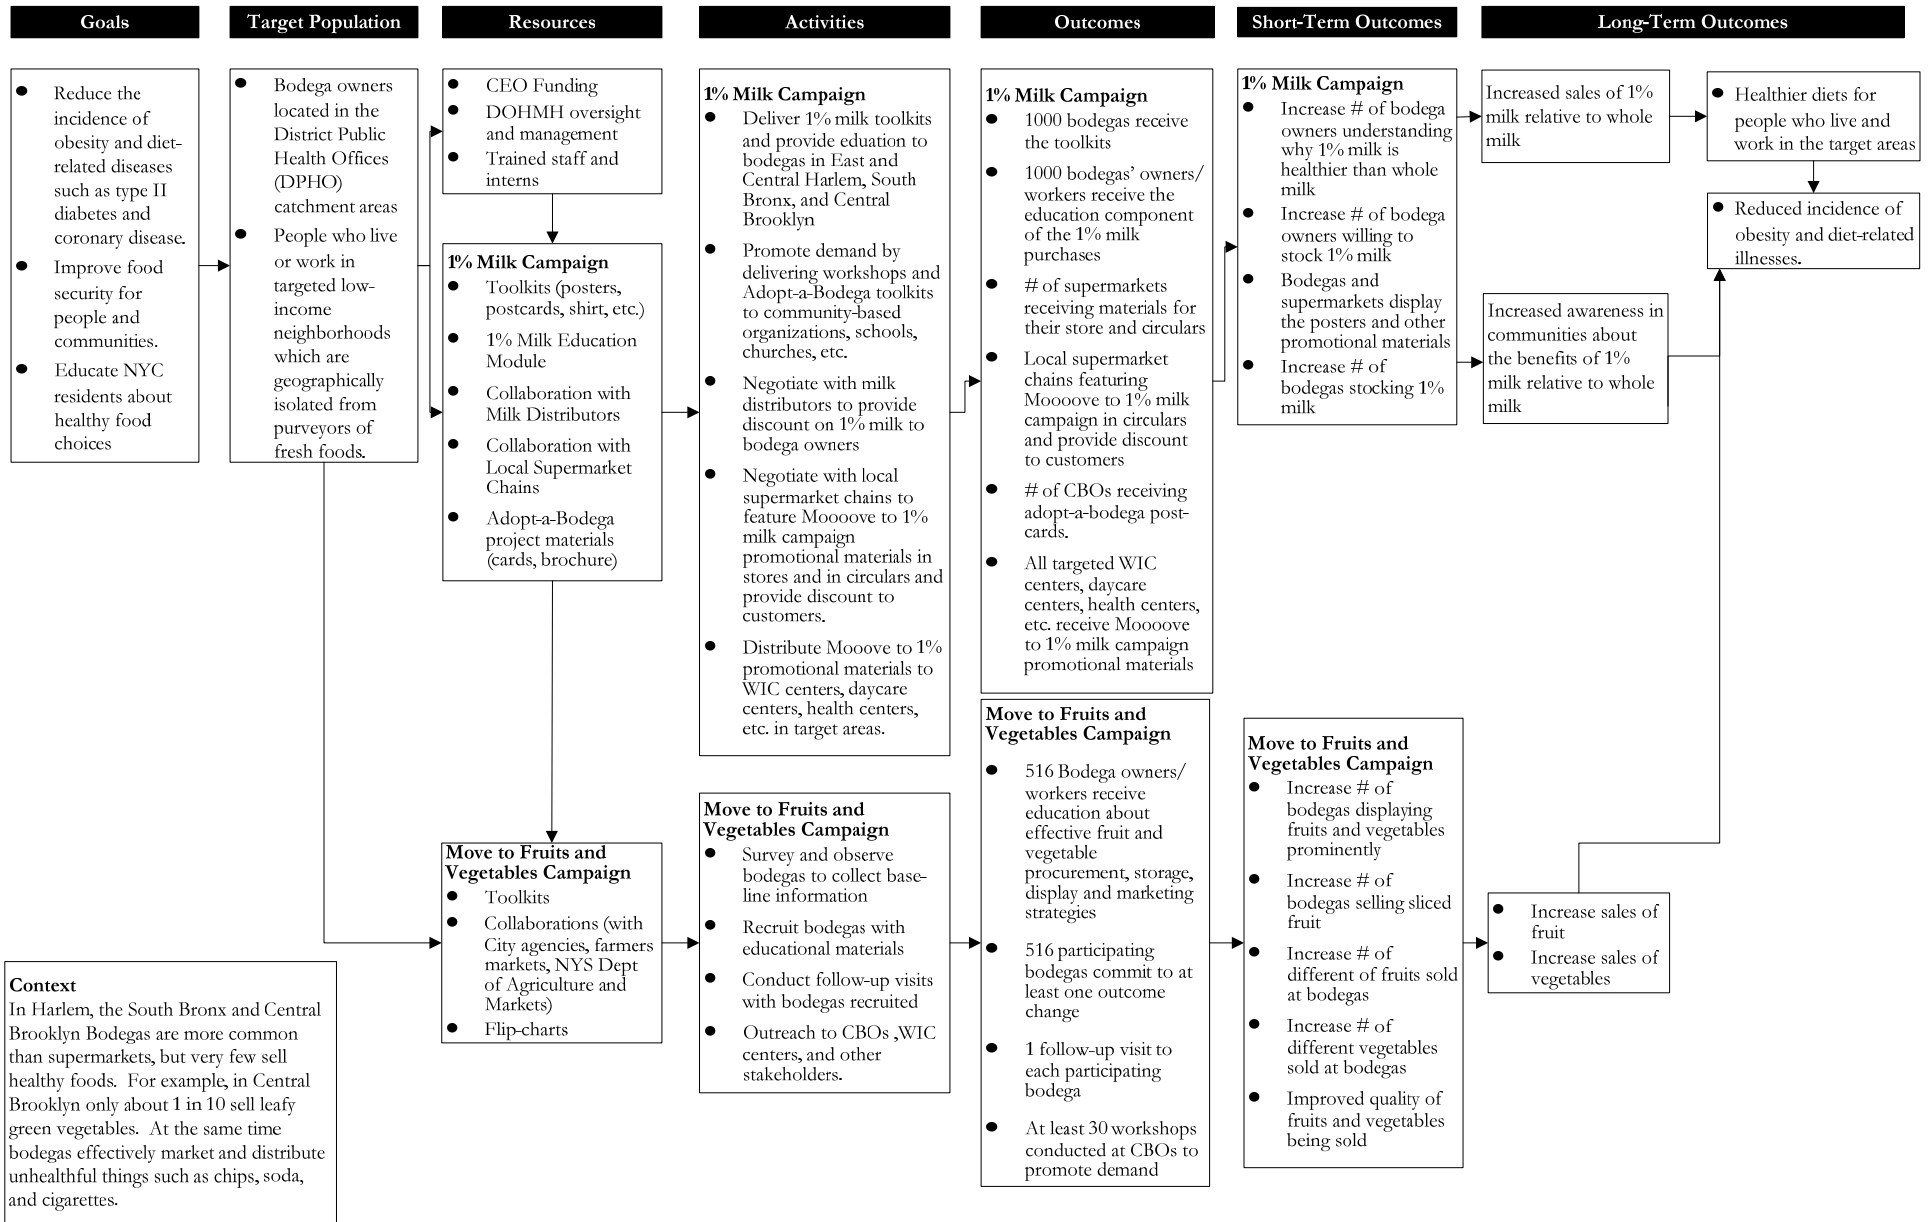 Goals
Target Population
Resources
Activities
Outcomes
Short-Term Outcomes
Long-Term Outcomes
Reduce the
incidence of
obesity and diet-
related diseases
such as type II
diabetes and
coronary disease.
Improve food
security for
people and
communities.
Educate NYC
residents about
healthy food
choices
Bodega owners
located in the
District Public
Health Offices
(DPHO)
catchment areas
People who live
or work in
targeted low-
income
neighborhoods
which are
geographically
isolated from
purveyors of
fresh foods.
CEO Funding
DOHMH oversight
and management
Trained staff and
interns
1% Milk Campaign
Toolkits (posters,
postcards, shirt, etc.)
1% Milk Education
Module
Collaboration with
Milk Distributors
Collaboration with
Local Supermarket
Chains
Adopt-a-Bodega
project materials
(cards, brochure)
Move to Fruits and
Vegetables Campaign
Toolkits
Collaborations (with
City agencies, farmers
markets, NYS Dept
of Agriculture and
Markets)
Flip-charts
1% Milk Campaign
Deliver 1% milk toolkits
and provide eduation to
bodegas in East and
Central Harlem, South
Bronx, and Central
Brooklyn
Promote demand by
delivering workshops and
Adopt-a-Bodega toolkits
to community-based
organizations, schools,
churches, etc.
Negotiate with milk
distributors to provide
discount on 1% milk to
bodega owners
Negotiate with local
supermarket chains to
feature Moooove to 1%
milk campaign
promotional materials in
stores and in circulars and
provide discount to
customers.
Distribute Mooove to 1%
promotional materials to
WIC centers, daycare
centers, health centers,
etc. in target areas.
Move to Fruits and
Vegetables Campaign
Survey and observe
bodegas to collect base-
line information
Recruit bodegas with
educational materials
Conduct follow-up visits
with bodegas recruited
Outreach to CBOs ,WIC
centers, and other
stakeholders.
1% Milk Campaign
1000 bodegas receive
the toolkits
1000 bodegas’ owners/
workers receive the
education component
of the 1% milk
purchases
# of supermarkets
receiving materials for
their store and circulars
Local supermarket
chains featuring
Moooove to 1% milk
campaign in circulars
and provide discount
to customers
# of CBOs receiving
adopt-a-bodega post-
cards.
All targeted WIC
centers, daycare
centers, health centers,
etc. receive Moooove
to 1% milk campaign
promotional materials
Move to Fruits and
Vegetables Campaign
516 Bodega owners/
workers receive
education about
effective fruit and
vegetable
procurement, storage,
display and marketing
strategies
516 participating
bodegas commit to at
least one outcome
change
1 follow-up visit to
each participating
bodega
At least 30 workshops
conducted at CBOs to
promote demand
1% Milk Campaign
Increase # of bodega
owners understanding
why 1% milk is
healthier than whole
milk
Increase # of bodega
owners willing to
stock 1% milk
Bodegas and
supermarkets display
the posters and other
promotional materials
Increase # of
bodegas stocking 1%
milk
Move to Fruits and
Vegetables Campaign
Increase # of
bodegas displaying
fruits and vegetables
prominently
Increase # of
bodegas selling sliced
fruit
Increase # of
different of fruits sold
at bodegas
Increase # of
different vegetables
sold at bodegas
Improved quality of
fruits and vegetables
being sold
Increased sales of 1%
milk relative to whole
milk
Increased awareness in
communities about
the benefits of 1%
milk relative to whole
milk
Increase sales of
fruit
Increase sales of
vegetables
Healthier diets for
people who live and
work in the target areas
Reduced incidence of
obesity and diet-related
illnesses.
Context
In Harlem, the South Bronx and Central
Brooklyn Bodegas are more common
than supermarkets, but very few sell
healthy foods. For example, in Central
Brooklyn only about 1 in 10 sell leafy
green vegetables. At the same time
bodegas effectively market and distribute
unhealthful things such as chips, soda,
and cigarettes.